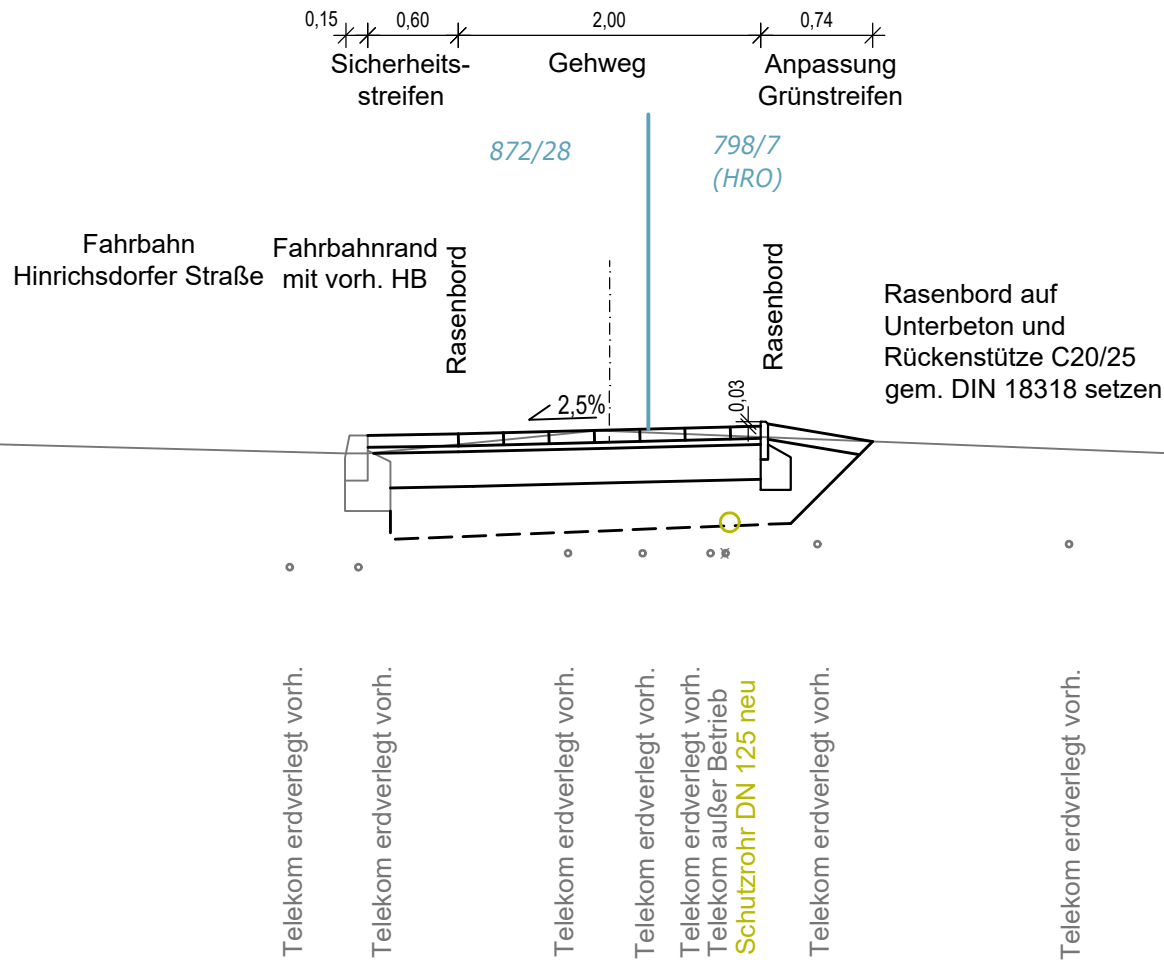 0,15
0,60
2,00
0,74
Sicherheits-
streifen
Gehweg
Anpassung
Grünstreifen
872/28
798/7
(HRO)
Fahrbahn
Hinrichsdorfer Straße
Fahrbahnrand
mit vorh. HB
Rasenbord
Rasenbord
Rasenbord auf
Unterbeton und
Rückenstütze C20/25
gem. DIN 18318 setzen
2,5%
0,03
Telekom erdverlegt vorh.
Telekom erdverlegt vorh.
Telekom erdverlegt vorh.
Telekom erdverlegt vorh.
Telekom erdverlegt vorh.
Telekom außer Betrieb
Schutzrohr DN 125 neu
Telekom erdverlegt vorh.
Telekom erdverlegt vorh.